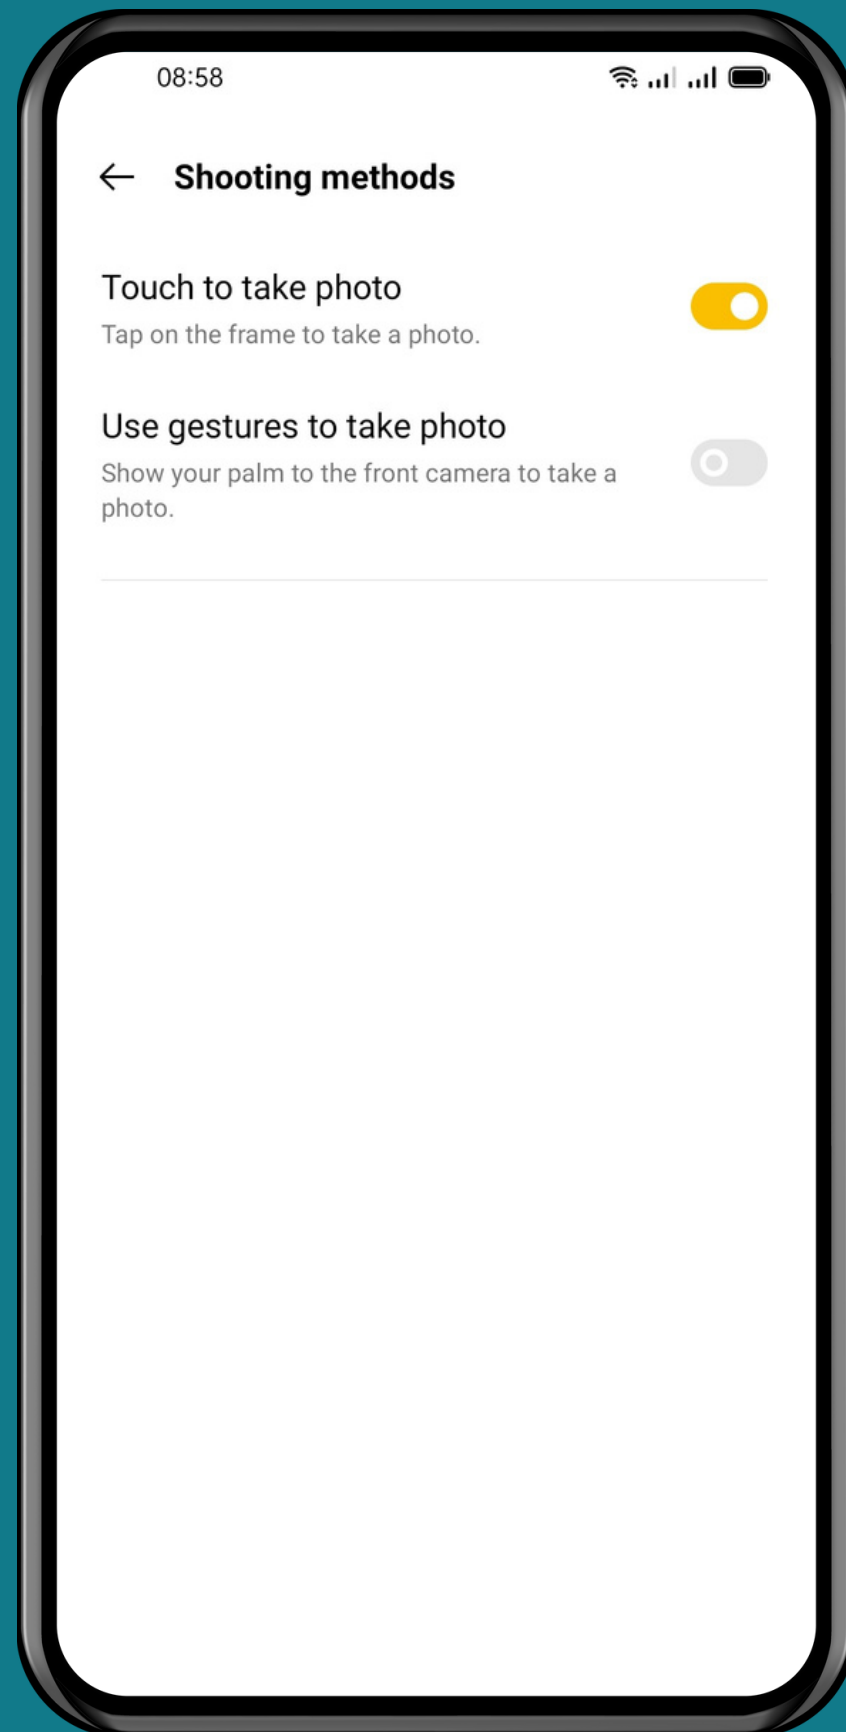 08:58
Shooting methods
Touch to take photo
Tap on the frame to take a photo.
Use gestures to take photo
Show your palm to the front camera to take a
photo.